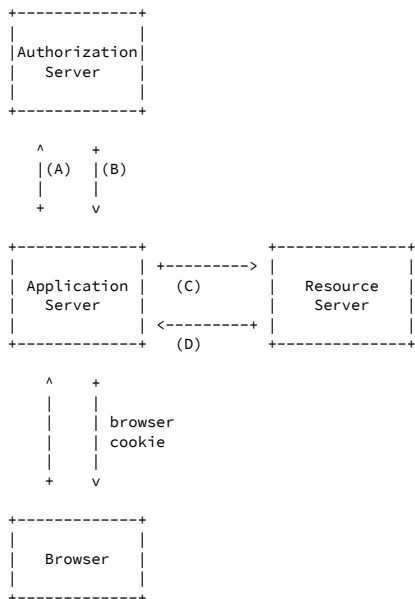 Authorization
Server
(A) (B)
Application
Server
(C)
Resource
Server
(D)
browser
cookie
Browser